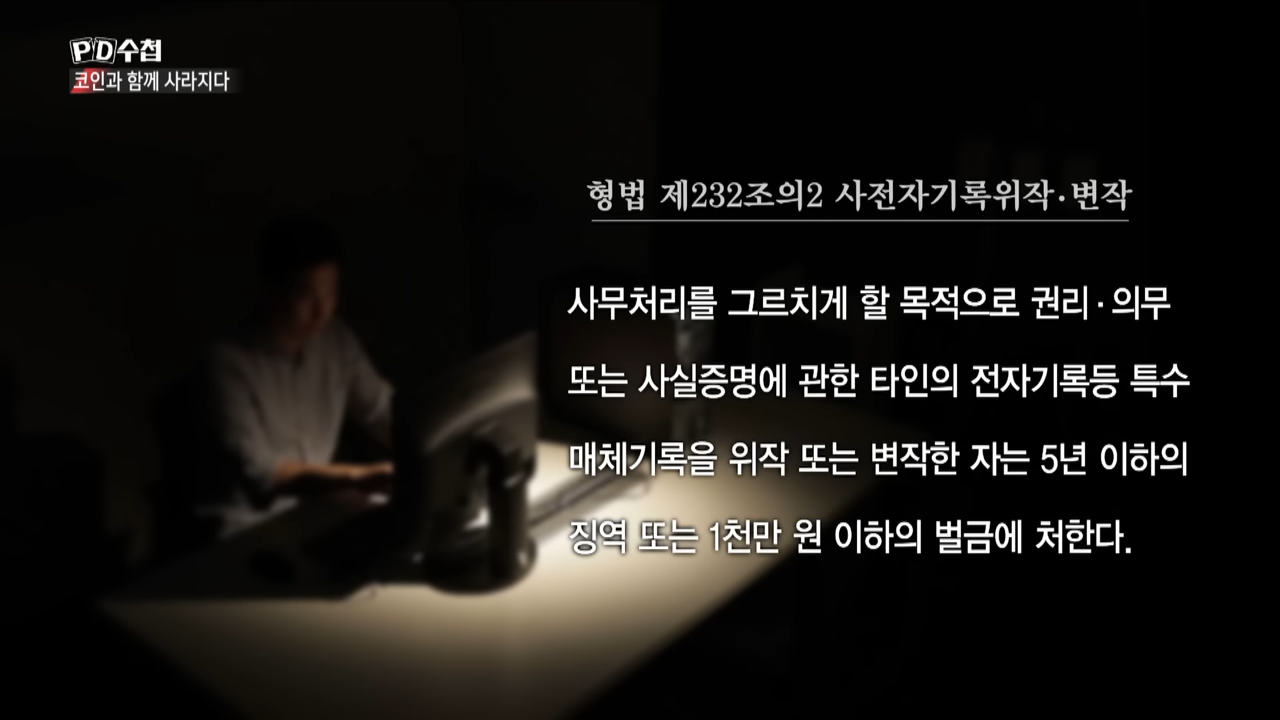 PD수첩
코인과 함께 사라지다
형법 제232조의2 사전자기록위작·변작
사무처리를 그르치게 할 목적으로 권리·의무
또는 사실증명에 관한 타인의 전자기록등 특수
매체기록을 위작 또는 변작한 자는 5년 이하의
징역 또는 1천만 원 이하의 벌금에 처한다.